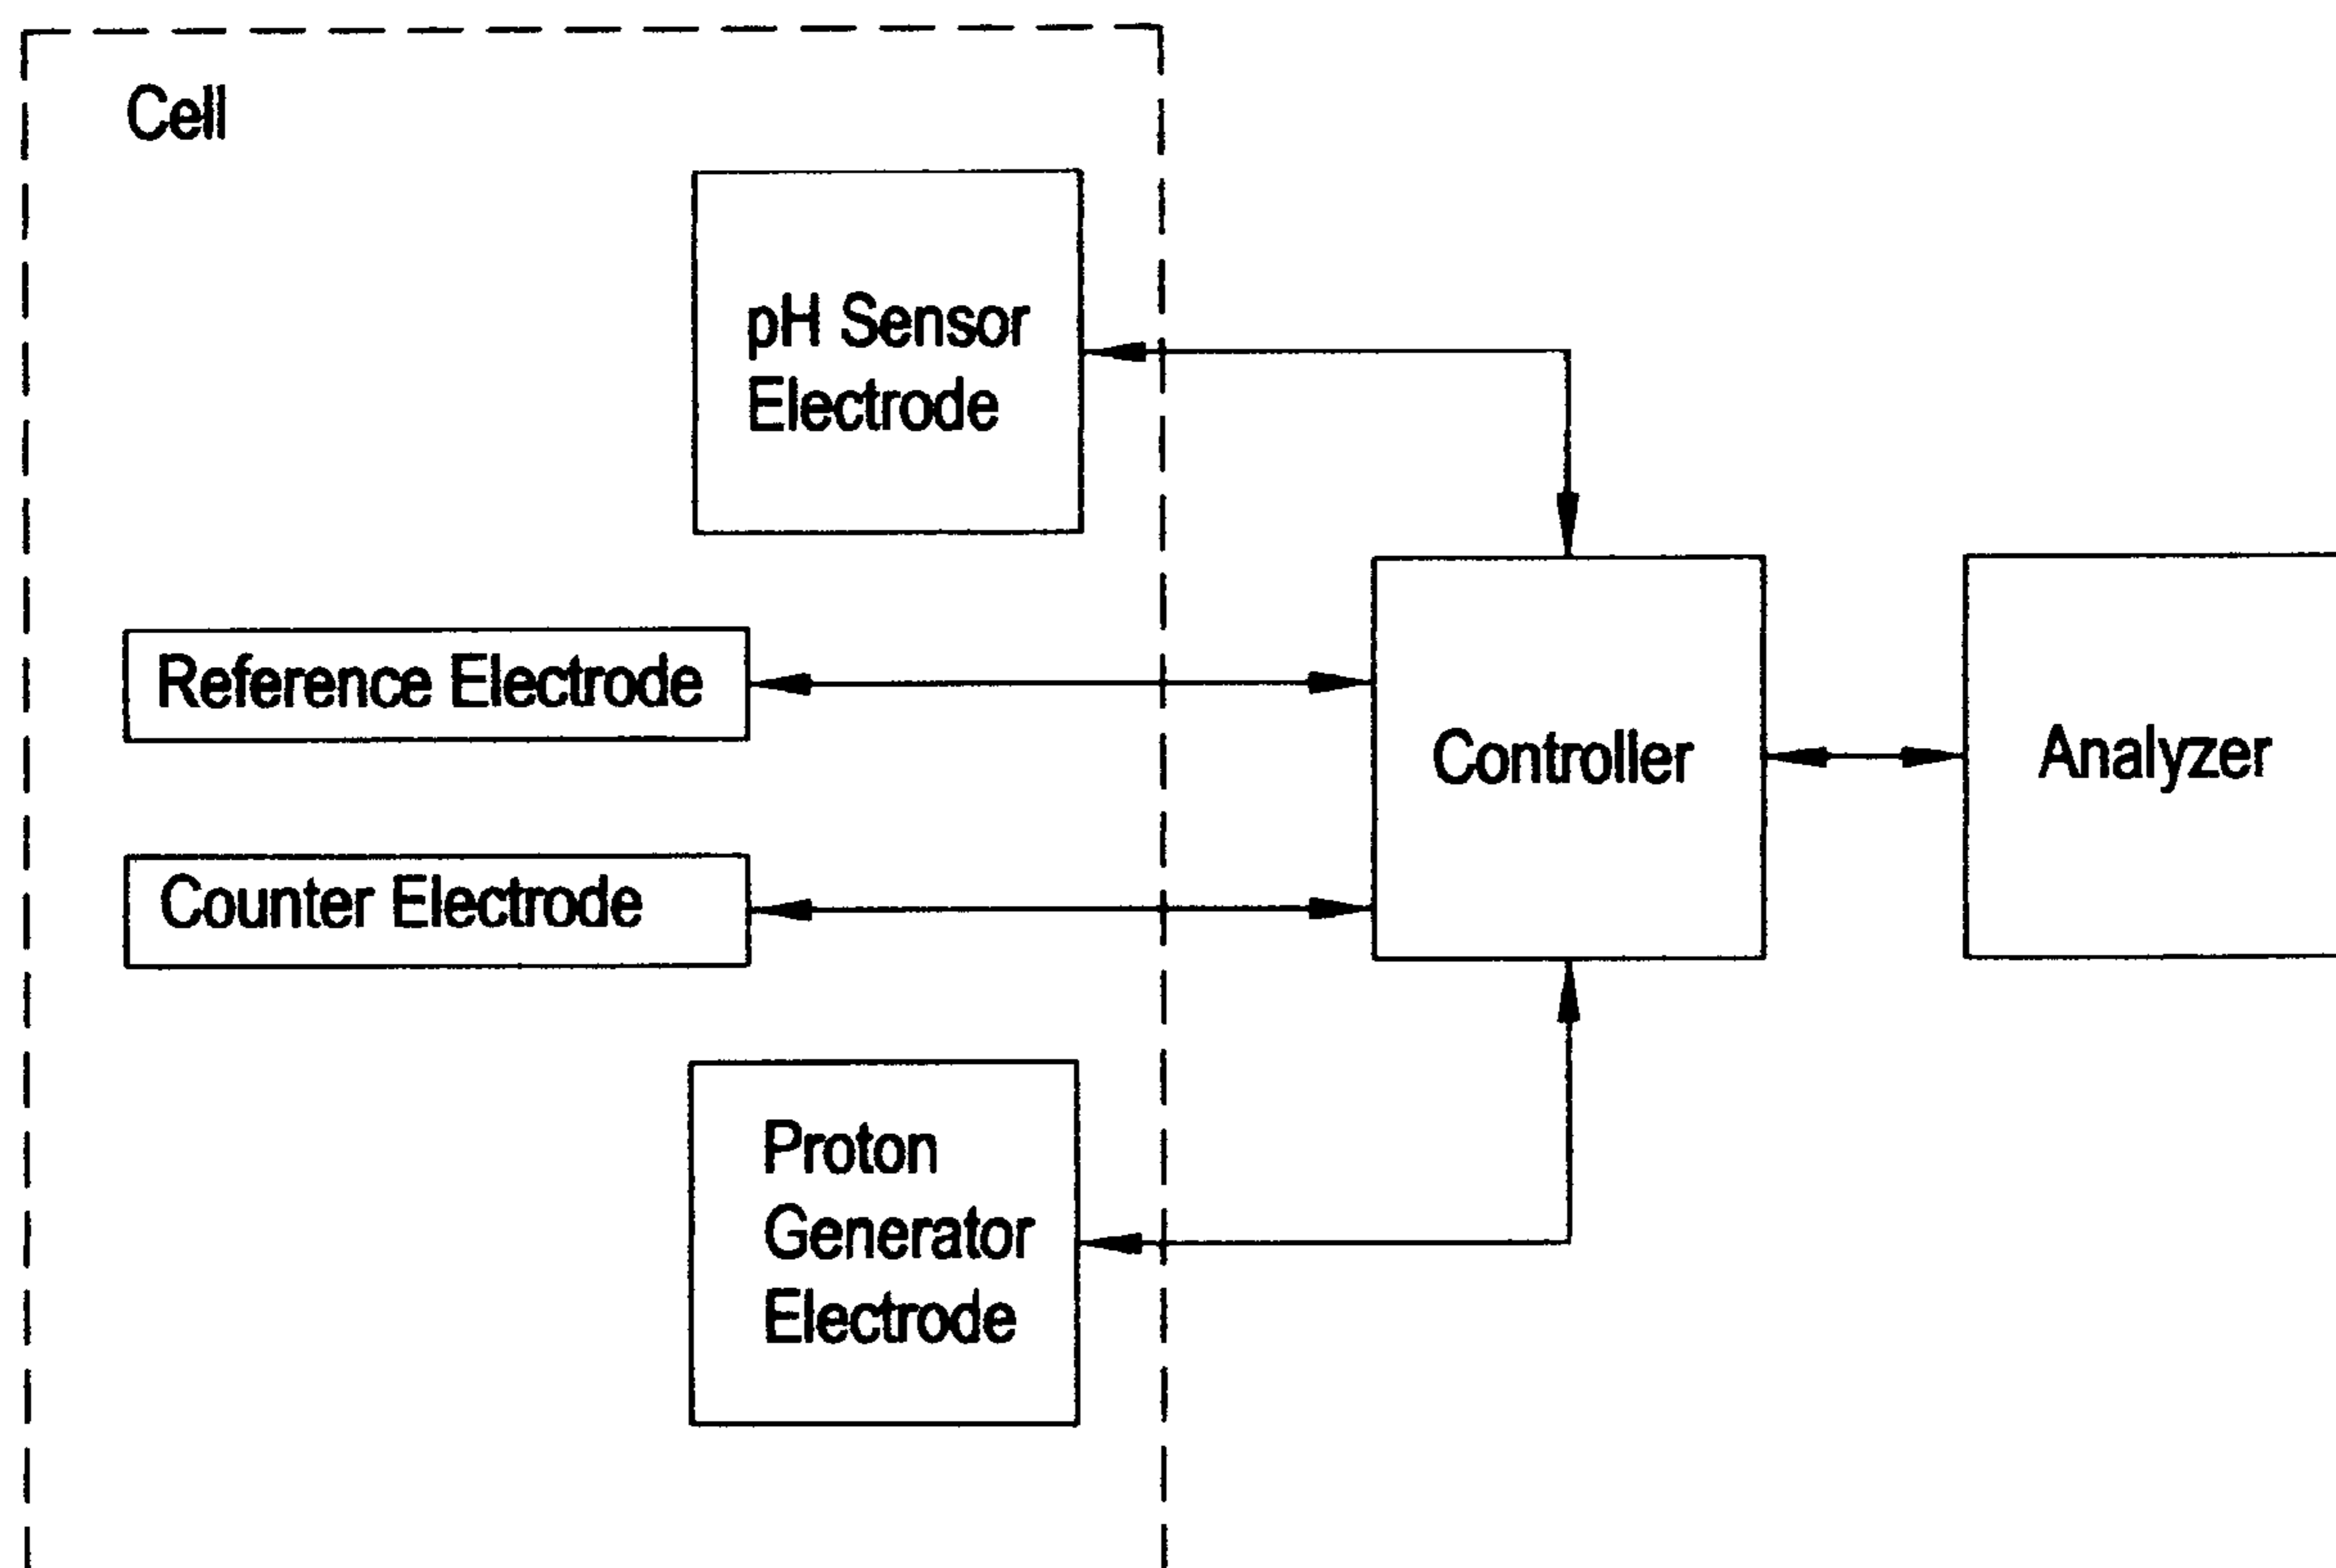 Cell
pH Sensor
Electrode
Reference Electrode
Controller
Analyzer
Counter Electrode
Proton
Generator
Electrode